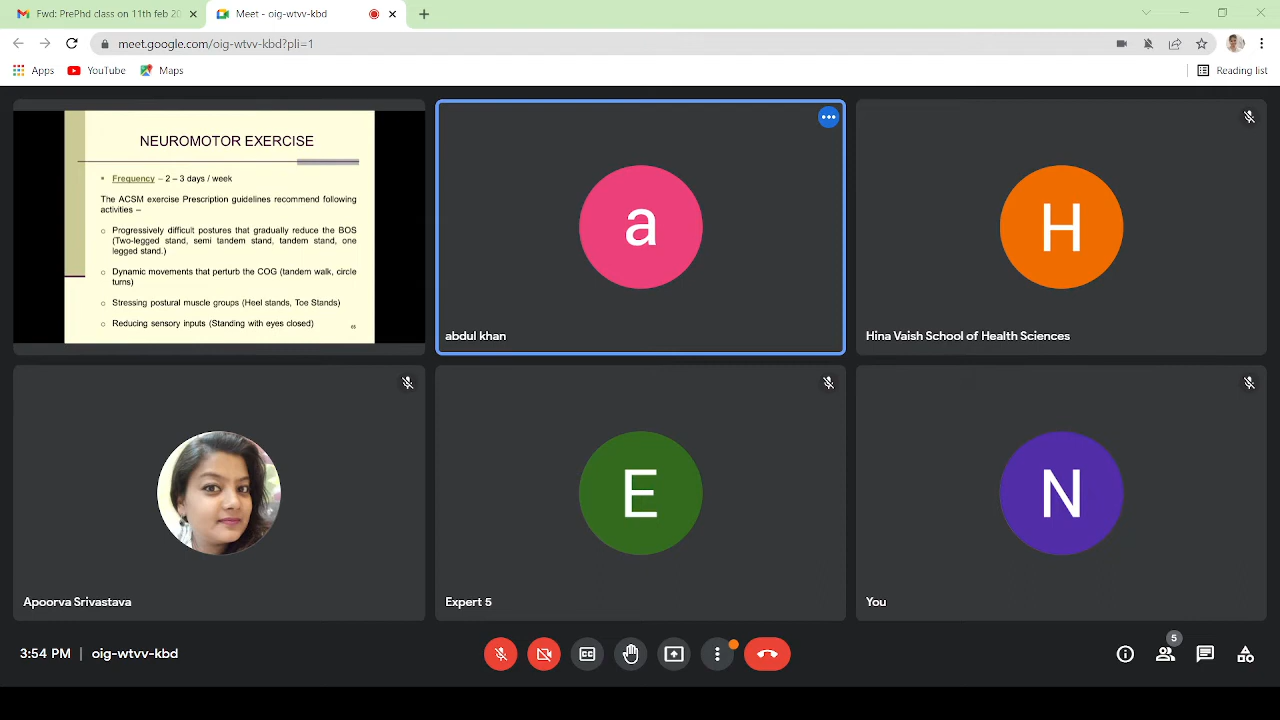 Fwd: PrePhd class on 11th feb 20
Meet - oig-wtvv-kbd
meet.google.com/oig-wtvv-kbd?pli=1
Apps
YouTube
Maps
Reading list
NEUROMOTOR EXERCISE
Frequency – 2 – 3 days / week
The ACSM exercise Prescription guidelines recommend following
activities –
Progressively difficult postures that gradually reduce the BOS
(Two-legged stand, semi tandem stand, tandem stand, one
legged stand.)
Dynamic movements that perturb the COG (tandem walk, circle
turns)
Stressing postural muscle groups (Heel stands, Toe Stands)
Reducing sensory inputs (Standing with eyes closed)
a
abdul khan
H
Hina Vaish School of Health Sciences
Apoorva Srivastava
E
Expert 5
N
You
3:54 PM | oig-wtvv-kbd
CC
5